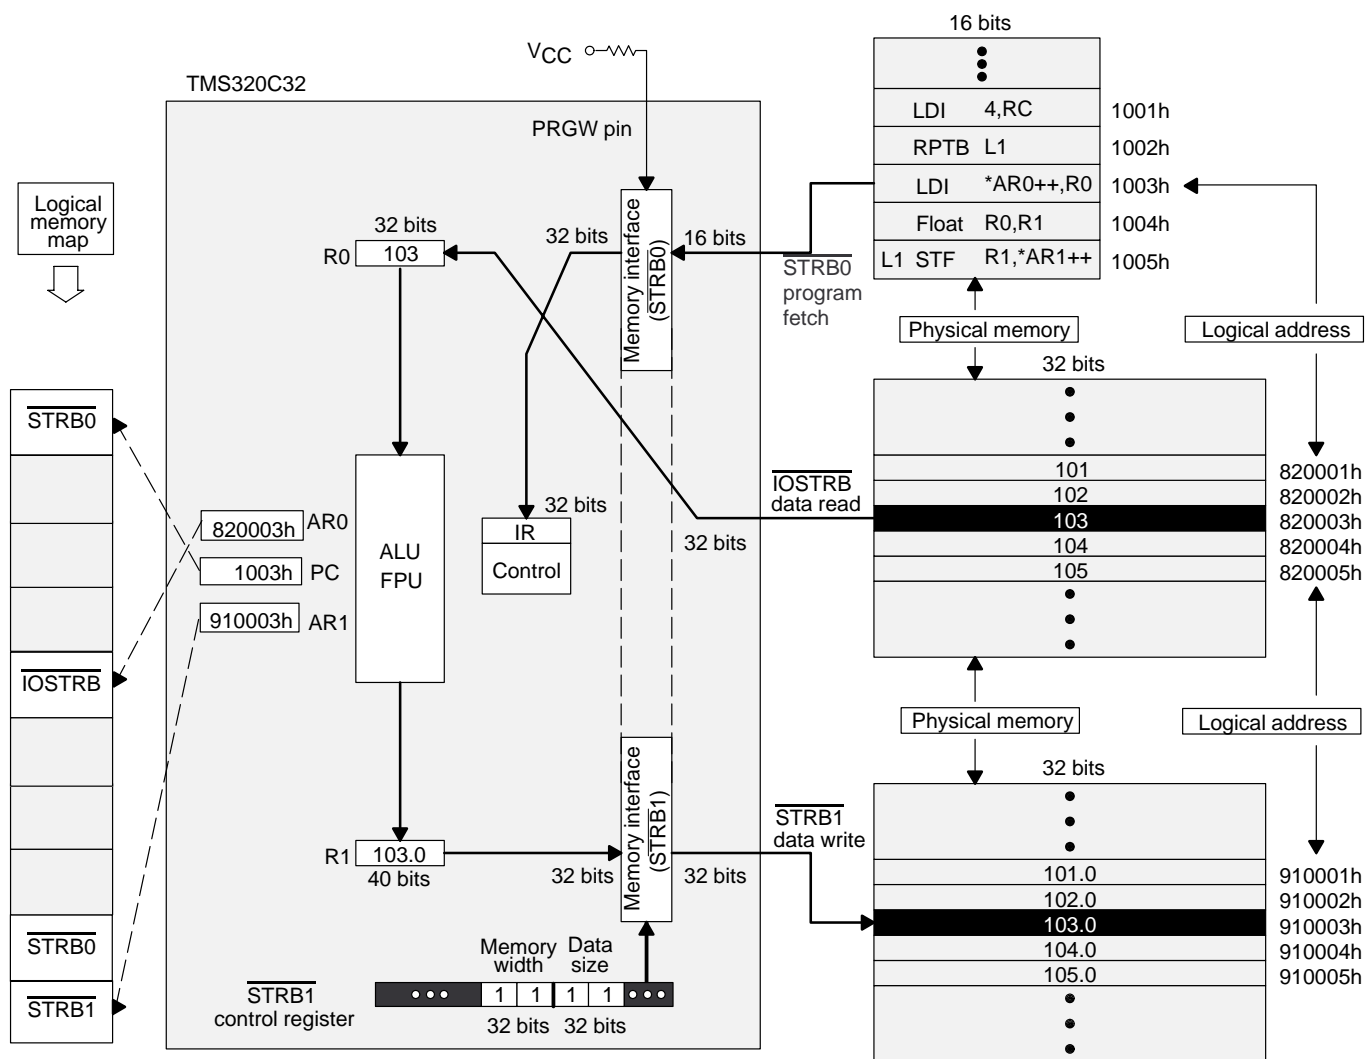 16 bits
VCC
TMS320C32
PRGW pin
LDI 4,RC 1001h
RPTB L1 1002h
LDI *AR0++,R0 1003h
Float R0,R1 1004h
L1 STF R1,*AR1++ 1005h
Logical
memory
map
32 bits
R0 103
32 bits
Memory interface
(STRB0)
16 bits
STRB0
program
fetch
Physical memory
Logical address
32 bits
STRB0
IOSTRB
STRB0
STRB1
820003h AR0
1003h PC
910003h AR1
ALU
FPU
32 bits
IR
Control
IOSTRB
data read
32 bits
101 820001h
102 820002h
103 820003h
104 820004h
105 820005h
Physical memory
Logical address
32 bits
R1 103.0
40 bits
32 bits
Memory interface
(STRB1)
32 bits
STRB1
data write
101.0 910001h
102.0 910002h
103.0 910003h
104.0 910004h
105.0 910005h
Memory
width
Data
size
STRB1
control register
1 1 1 1
32 bits 32 bits